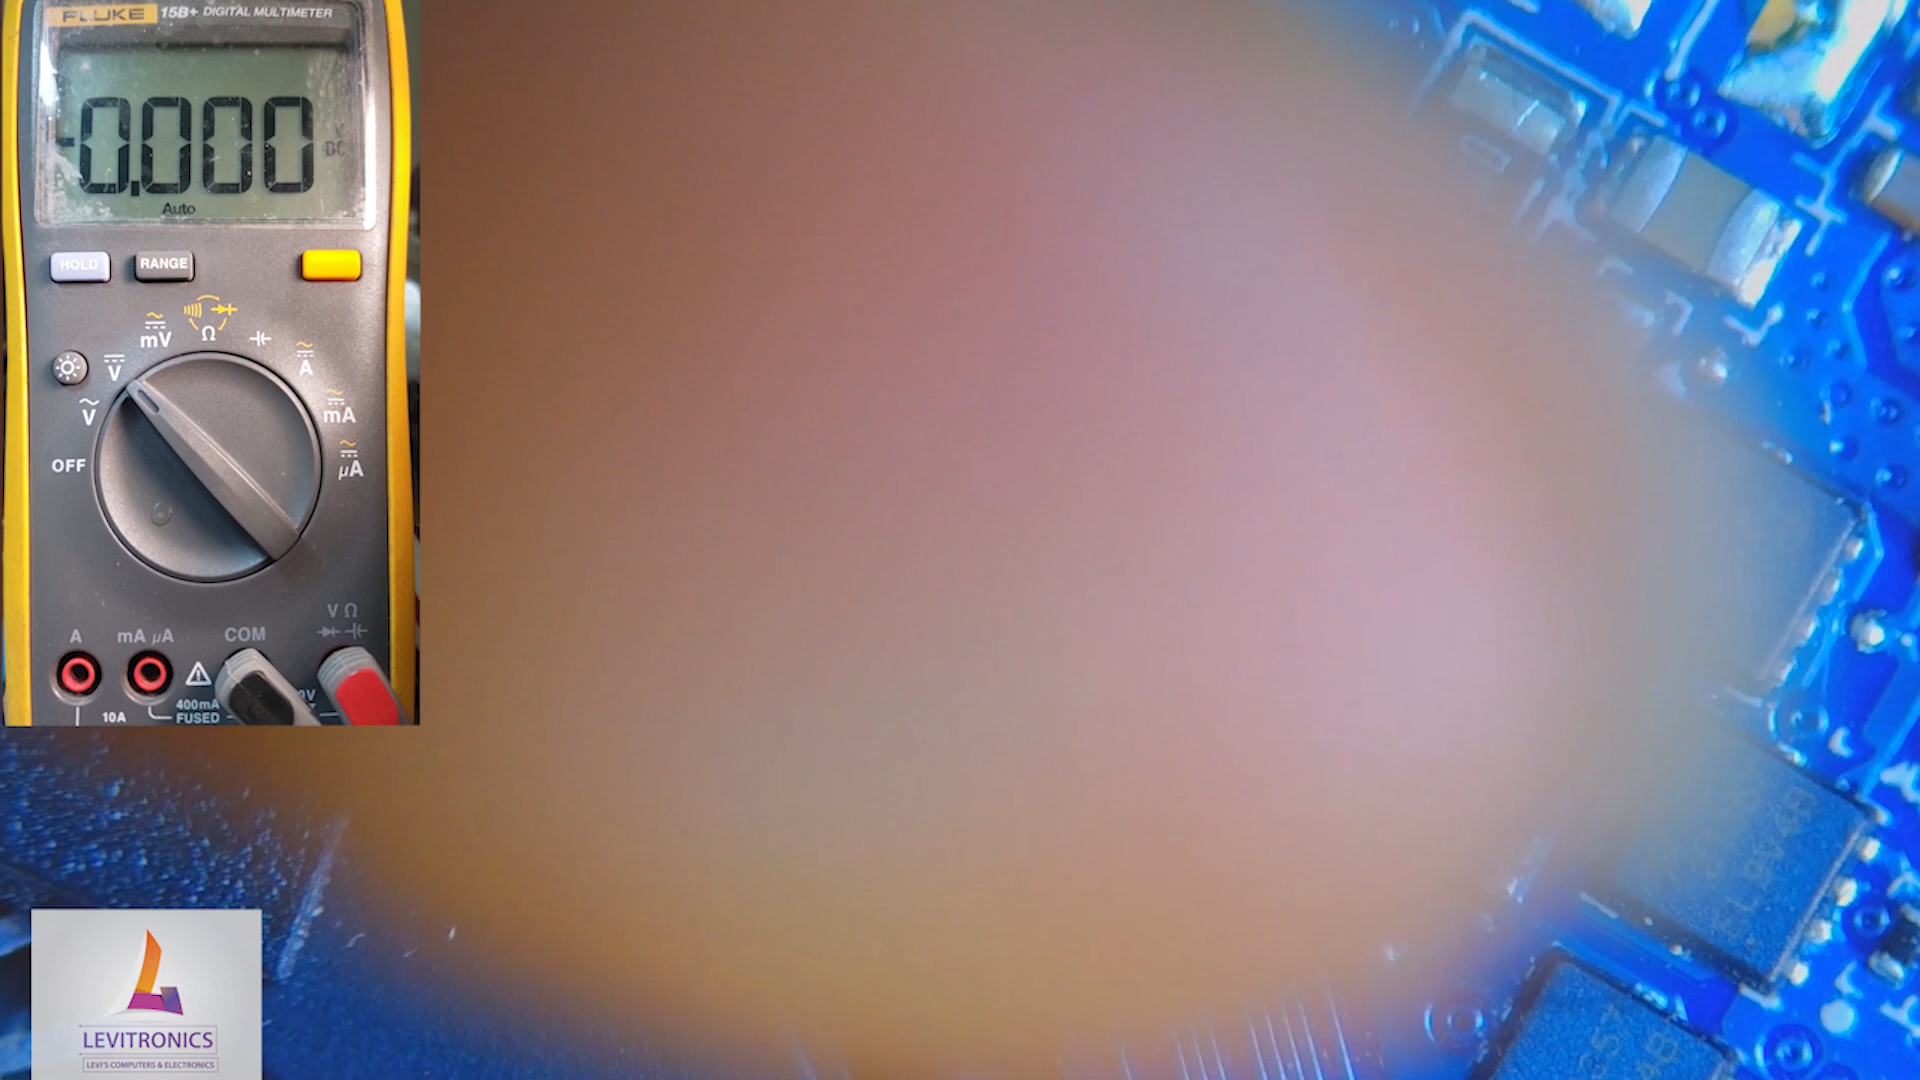 FLUKE 15B+ DIGITAL MULTIMETER
-0.000 V DC
Auto
HOLD RANGE
mV Ω
V A
V mA
OFF µA
V Ω
A mA µA COM
400mA
10A FUSED
LEVITRONICS
LEVI'S COMPUTERS & ELECTRONICS